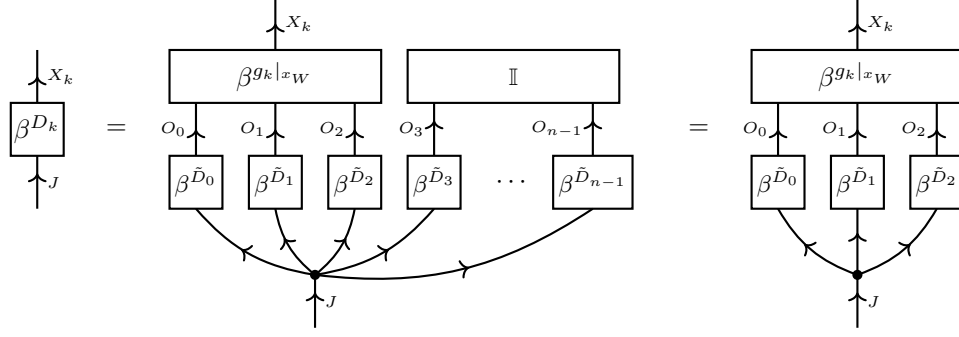 X_k X_k X_k
β^{g_k|_{x_W}} 𝕀 β^{g_k|_{x_W}}
β^{D_k} = O_0 O_1 O_2 O_3 O_{n−1} = O_0 O_1 O_2
J β^{D̃_0} β^{D̃_1} β^{D̃_2} β^{D̃_3} ⋯ β^{D̃_{n−1}} β^{D̃_0} β^{D̃_1} β^{D̃_2}
J J